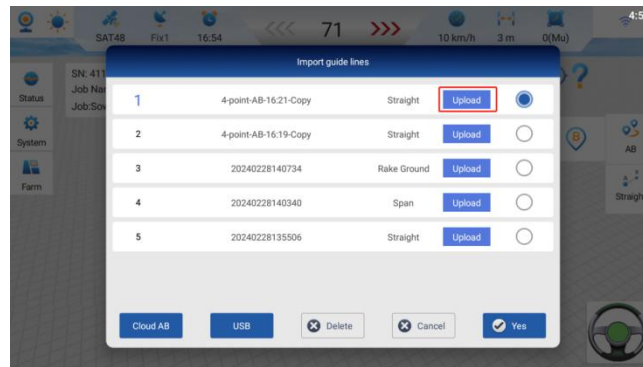 4:5
SAT48 Fix1 16:54 <<< 71 >>> 10 km/h 3 m 0(Mu)
Import guide lines
SN: 411
Job Nar
Job:Sov
Status
System
Farm
1 4-point-AB-16:21-Copy Straight Upload
2 4-point-AB-16:19-Copy Straight Upload
3 20240228140734 Rake Ground Upload
4 20240228140340 Span Upload
5 20240228135506 Straight Upload
?
B
AB
Straigh
Cloud AB USB Delete Cancel Yes